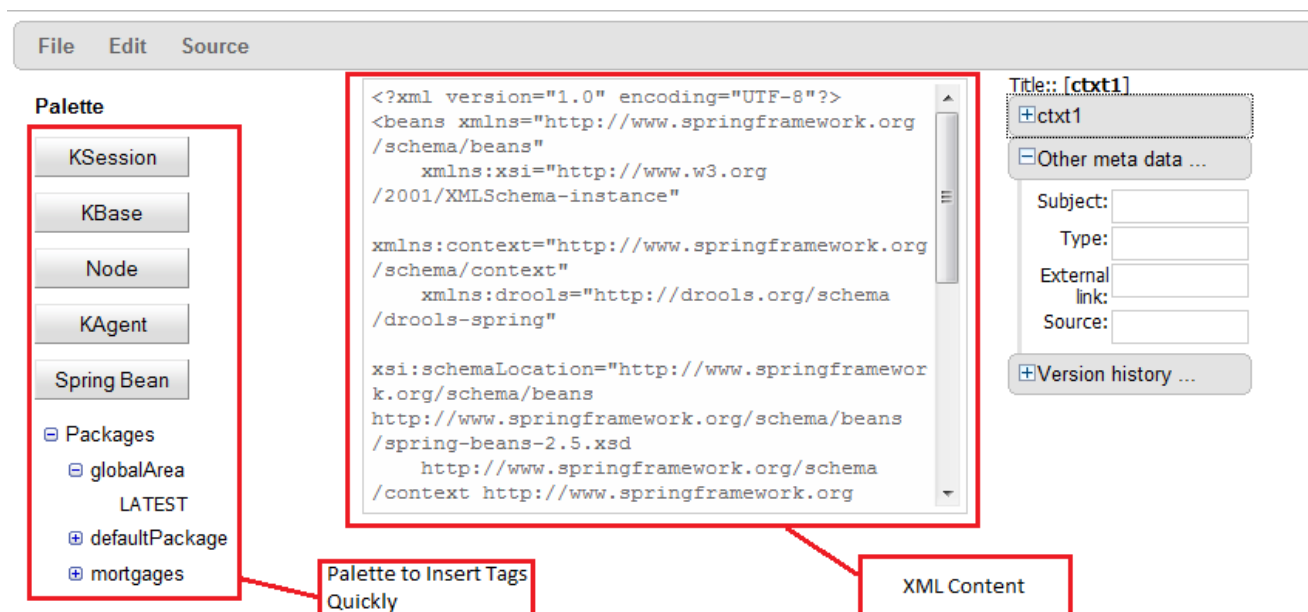 File Edit Source
Palette
KSession
KBase
Node
KAgent
Spring Bean
Packages
globalArea
LATEST
defaultPackage
mortgages
<?xml version="1.0" encoding="UTF-8"?>
<beans xmlns="http://www.springframework.org
/schema/beans"
xmlns:xsi="http://www.w3.org
/2001/XMLSchema-instance"
xmlns:context="http://www.springframework.org
/schema/context"
xmlns:drools="http://drools.org/schema
/drools-spring"
xsi:schemaLocation="http://www.springframewor
k.org/schema/beans
http://www.springframework.org/schema/beans
/spring-beans-2.5.xsd
http://www.springframework.org/schema
/context http://www.springframework.org
Title:: [ctxt1]
ctxt1
Other meta data ...
Subject:
Type:
External
link:
Source:
Version history ...
Palette to Insert Tags
Quickly
XML Content